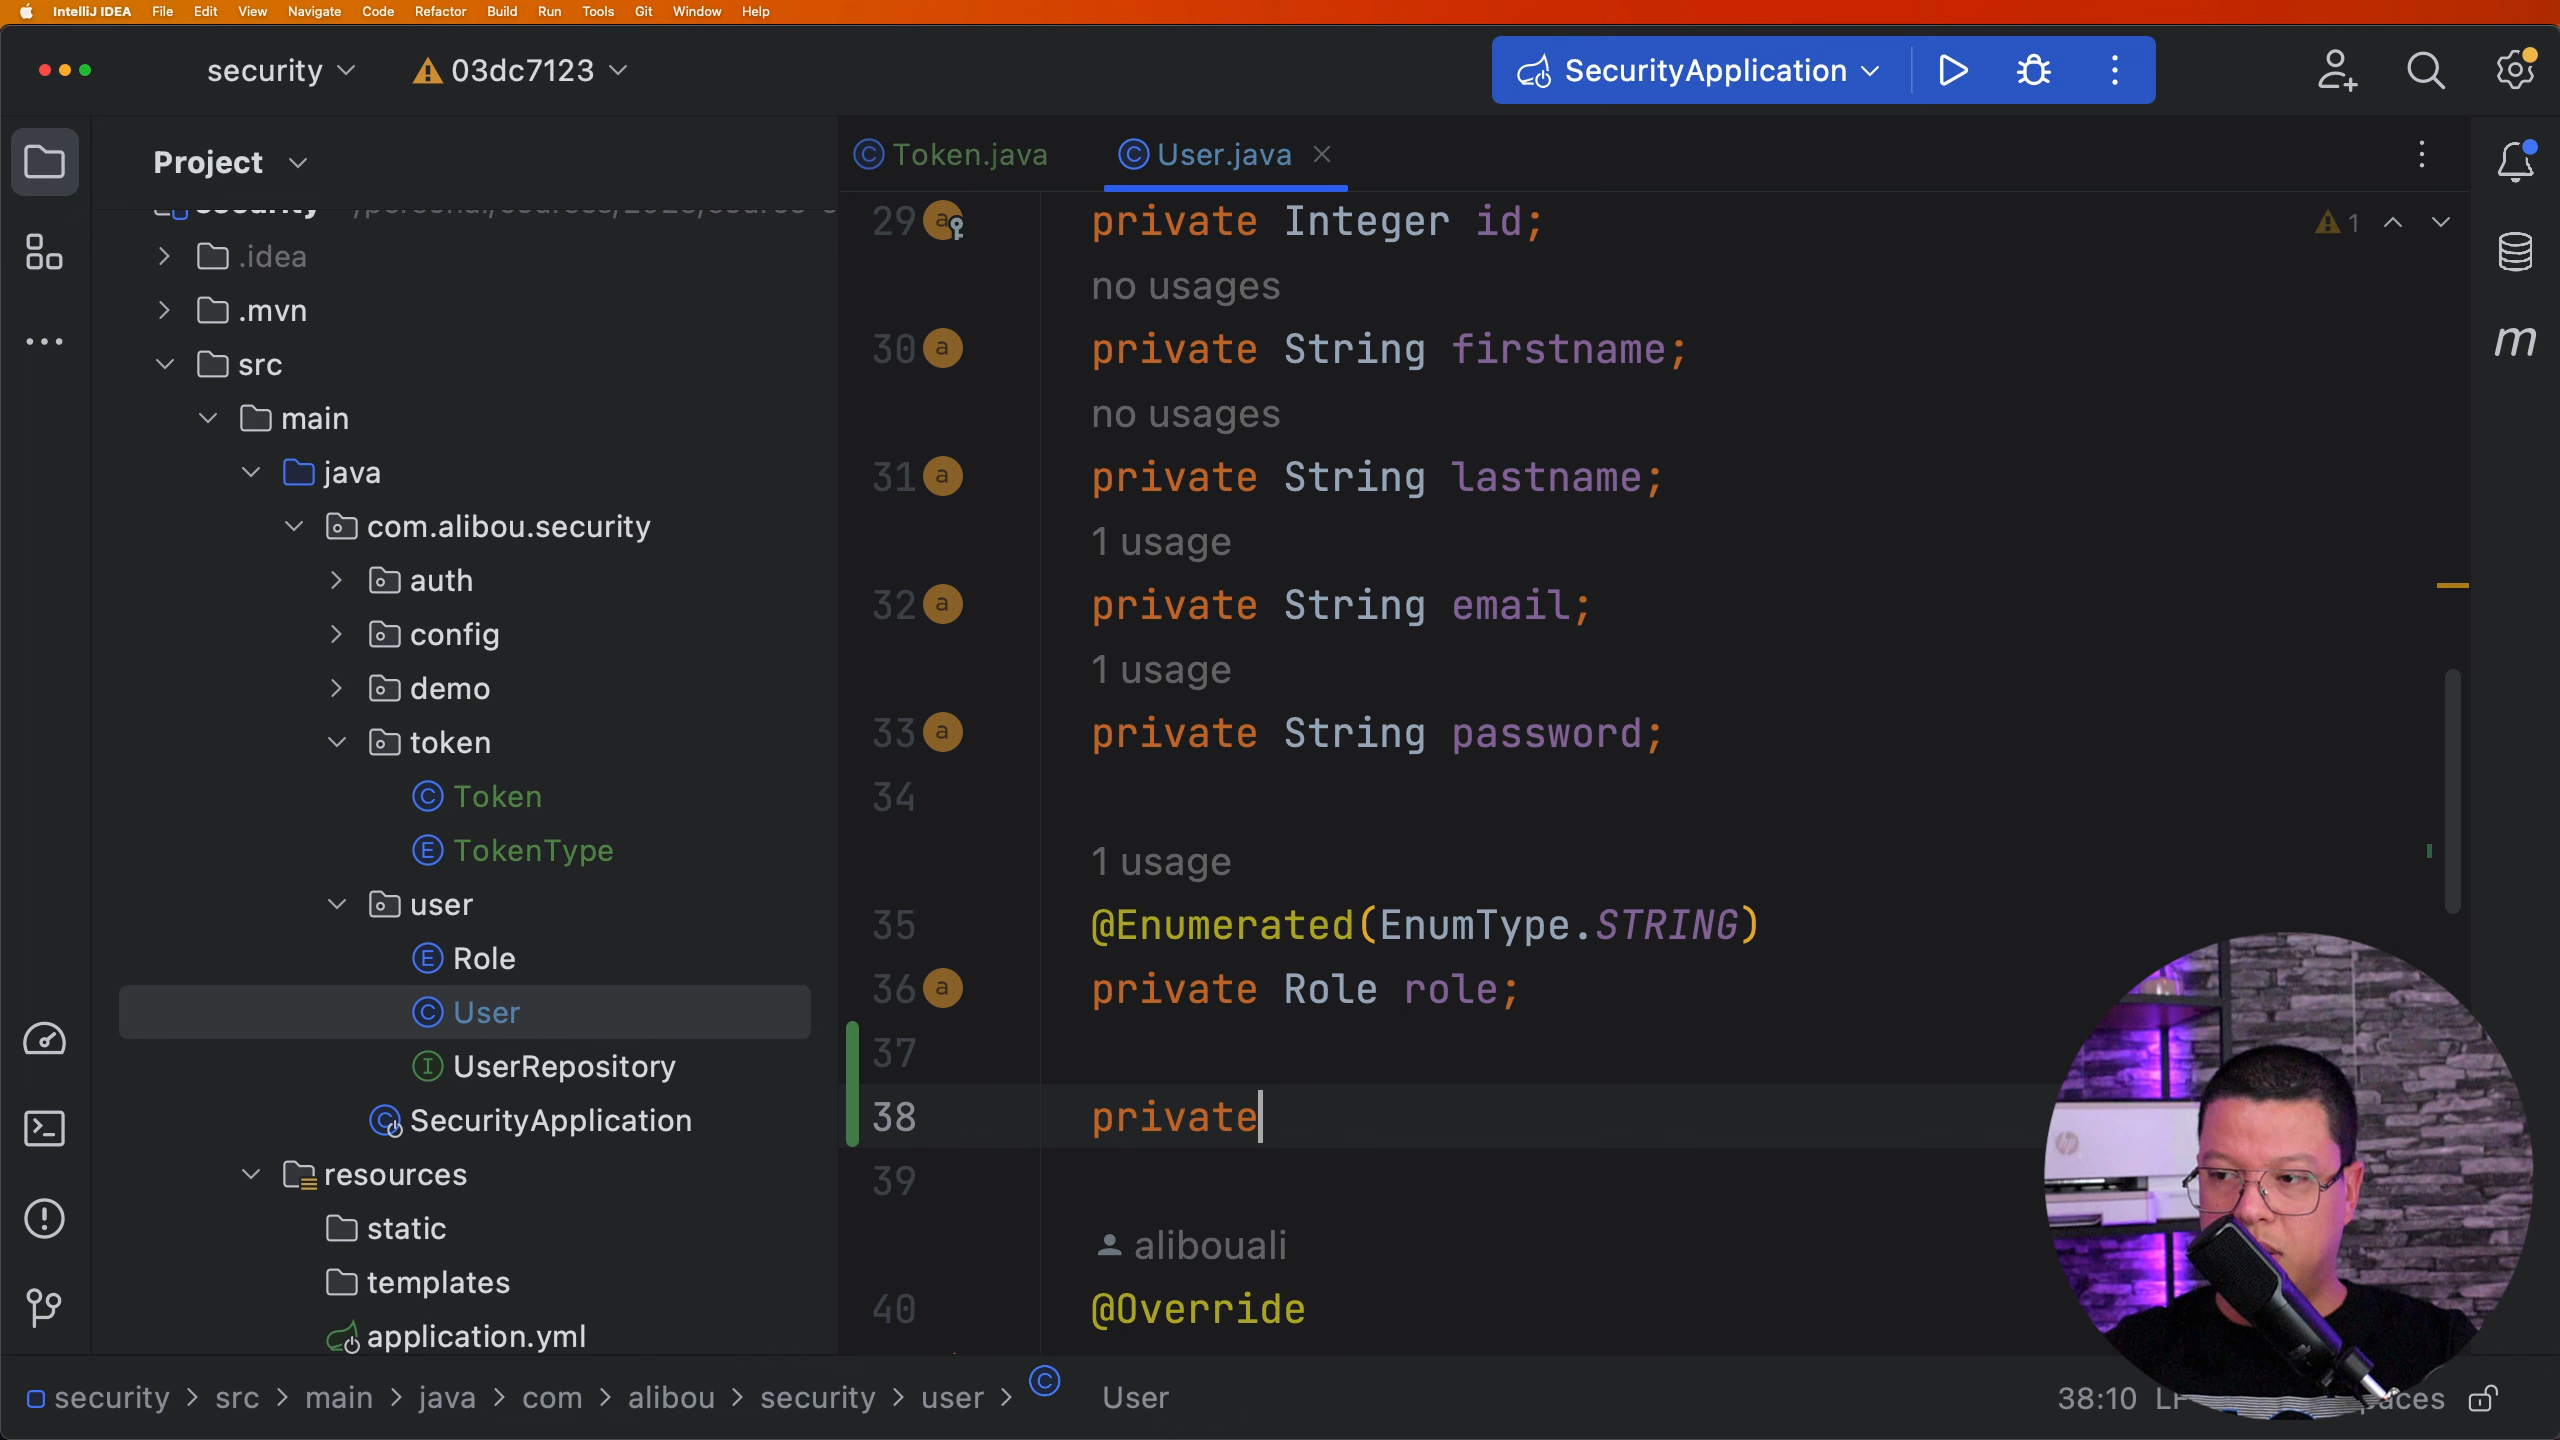 IntelliJ IDEA File Edit View Navigate Code Refactor Build Run Tools Git Window Help
security 03dc7123 SecurityApplication
Project
.idea
.mvn
src
main
java
com.alibou.security
auth
config
demo
token
Token
TokenType
user
Role
User
UserRepository
SecurityApplication
resources
static
templates
application.yml
Token.java User.java
1
29 private Integer id;
no usages
30 private String firstname;
no usages
31 private String lastname;
1 usage
32 private String email;
1 usage
33 private String password;
34
1 usage
35 @Enumerated(EnumType.STRING)
36 private Role role;
37
38 private
39
alibouali
40 @Override
security > src > main > java > com > alibou > security > user > User
38:10